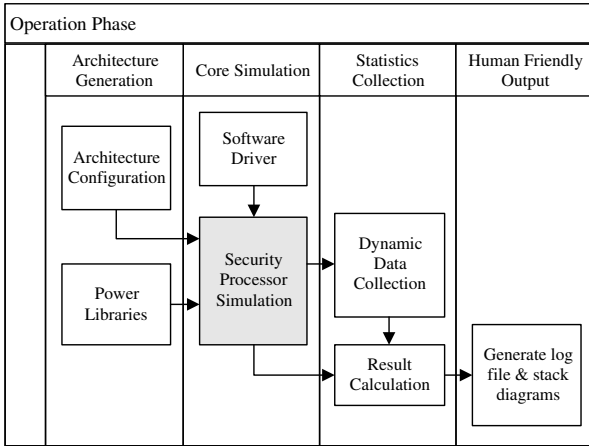 Operation Phase
Architecture
Generation
Core Simulation
Statistics
Collection
Human Friendly
Output
Architecture
Configuration
Power
Libraries
Software
Driver
Security
Processor
Simulation
Dynamic
Data
Collection
Result
Calculation
Generate log
file & stack
diagrams